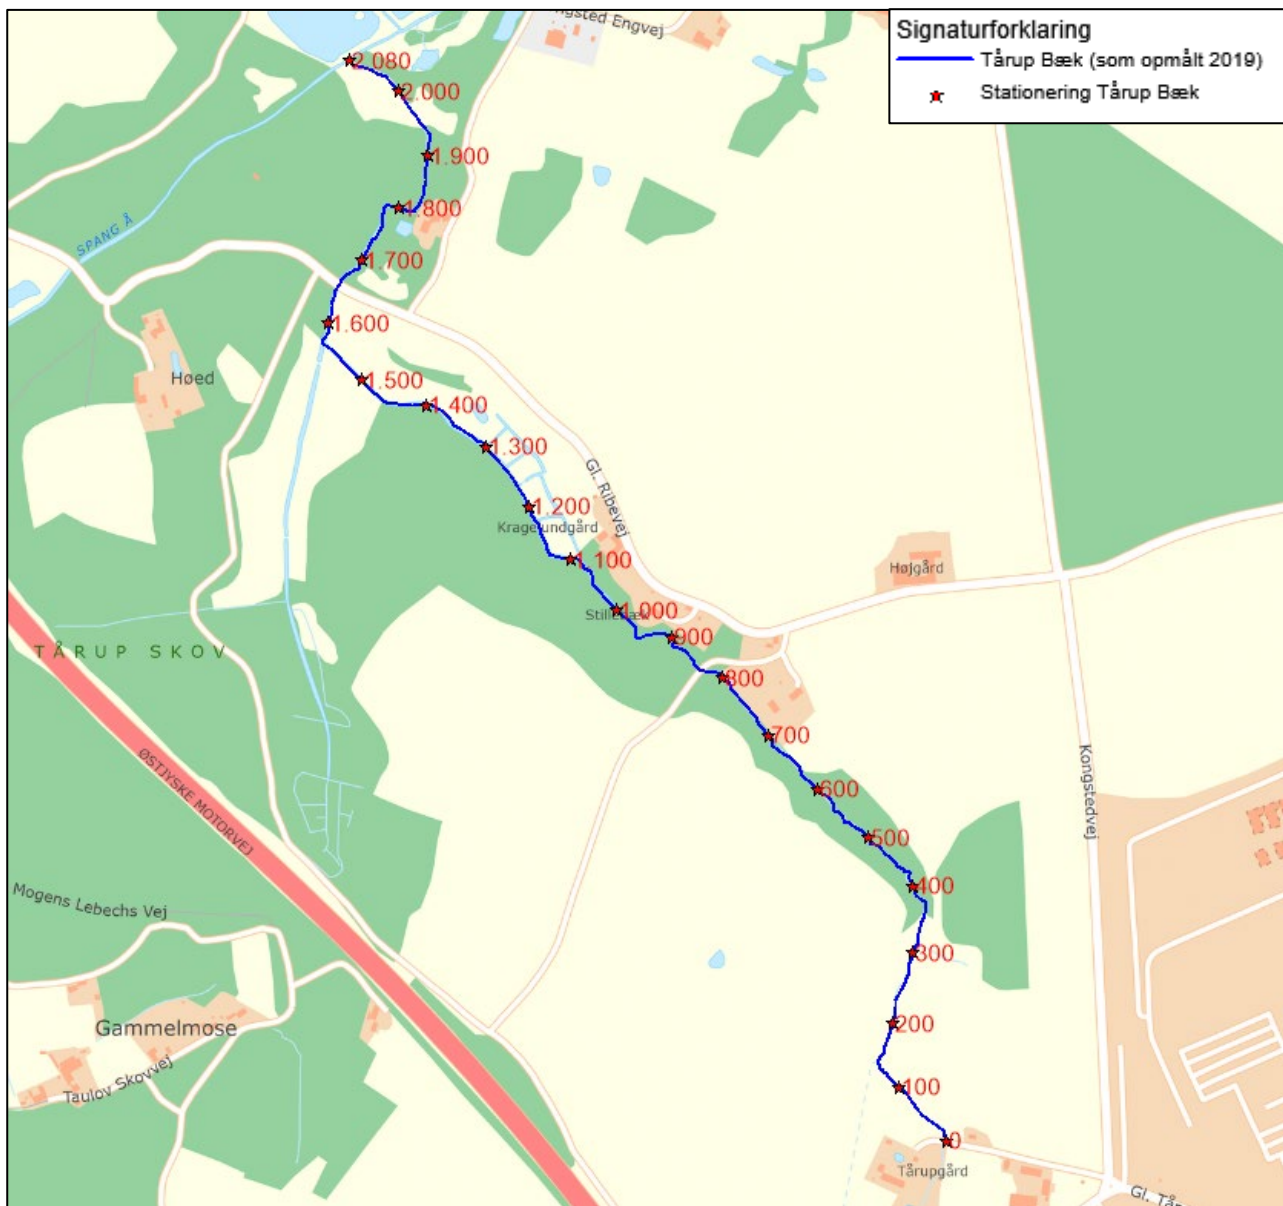 Signaturforklaring
Tårup Bæk (som opmålt 2019)
Stationering Tårup Bæk
Engvej
2.080
2.000
1.900
1.800
SPANG Å
1.700
1.600
Høed
1.500
1.400
1.300
Gl. Ribevej
1.200
Kragelundgård
1.100
Højgård
1.000
Stillebæk
900
TÅRUP SKOV
800
700
Kongstedvej
ØSTJYSKE MOTORVEJ
600
500
400
Mogens Lebechs Vej
300
Gammelmose
200
Taulov Skovvej
100
0
Tårupgård
Gl.